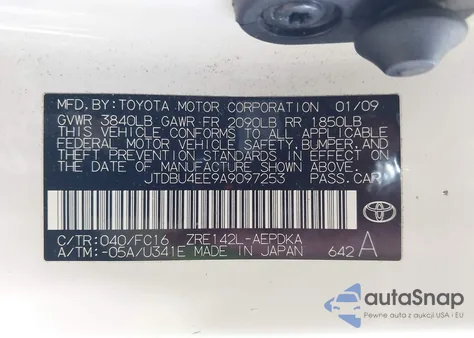 MFD. BY: TOYOTA MOTOR CORPORATION 01/09
GVWR 3840LB GAWR FR 2090LB RR 1850LB
THIS VEHICLE CONFORMS TO ALL APPLICABLE
FEDERAL MOTOR VEHICLE SAFETY, BUMPER, AND
THEFT PREVENTION STANDARDS IN EFFECT ON
THE DATE OF MANUFACTURE SHOWN ABOVE.
JTDBU4EE9A9097253 PASS.CAR
TOYOTA
C/TR: 040/FC16 ZRE142L-AEPDKA
A/TM: -05A/U341E MADE IN JAPAN 642 A
autoSnap
Pewne auta z aukcji USA - EU